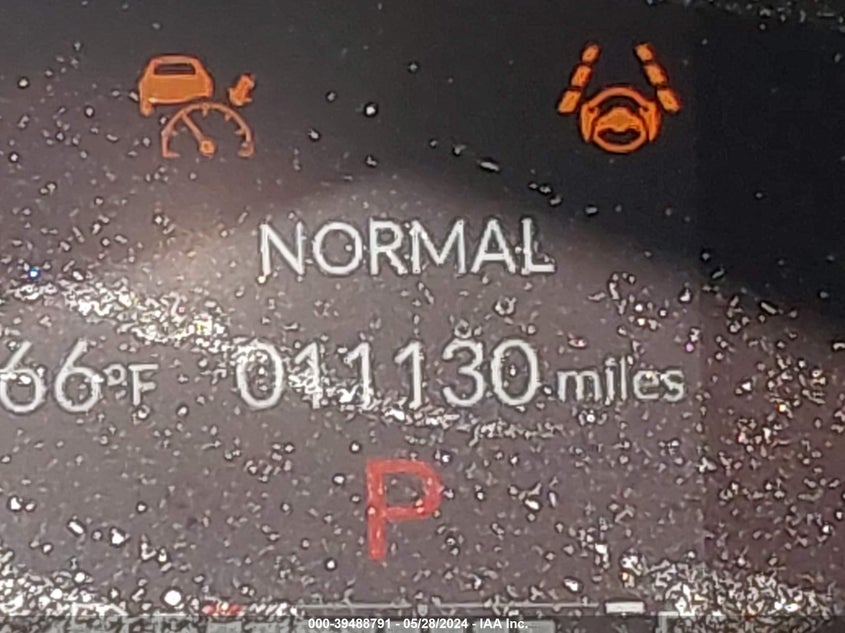 NORMAL
66°F 011130 miles
P
000-39488791 - 05/28/2024 - IAA Inc.